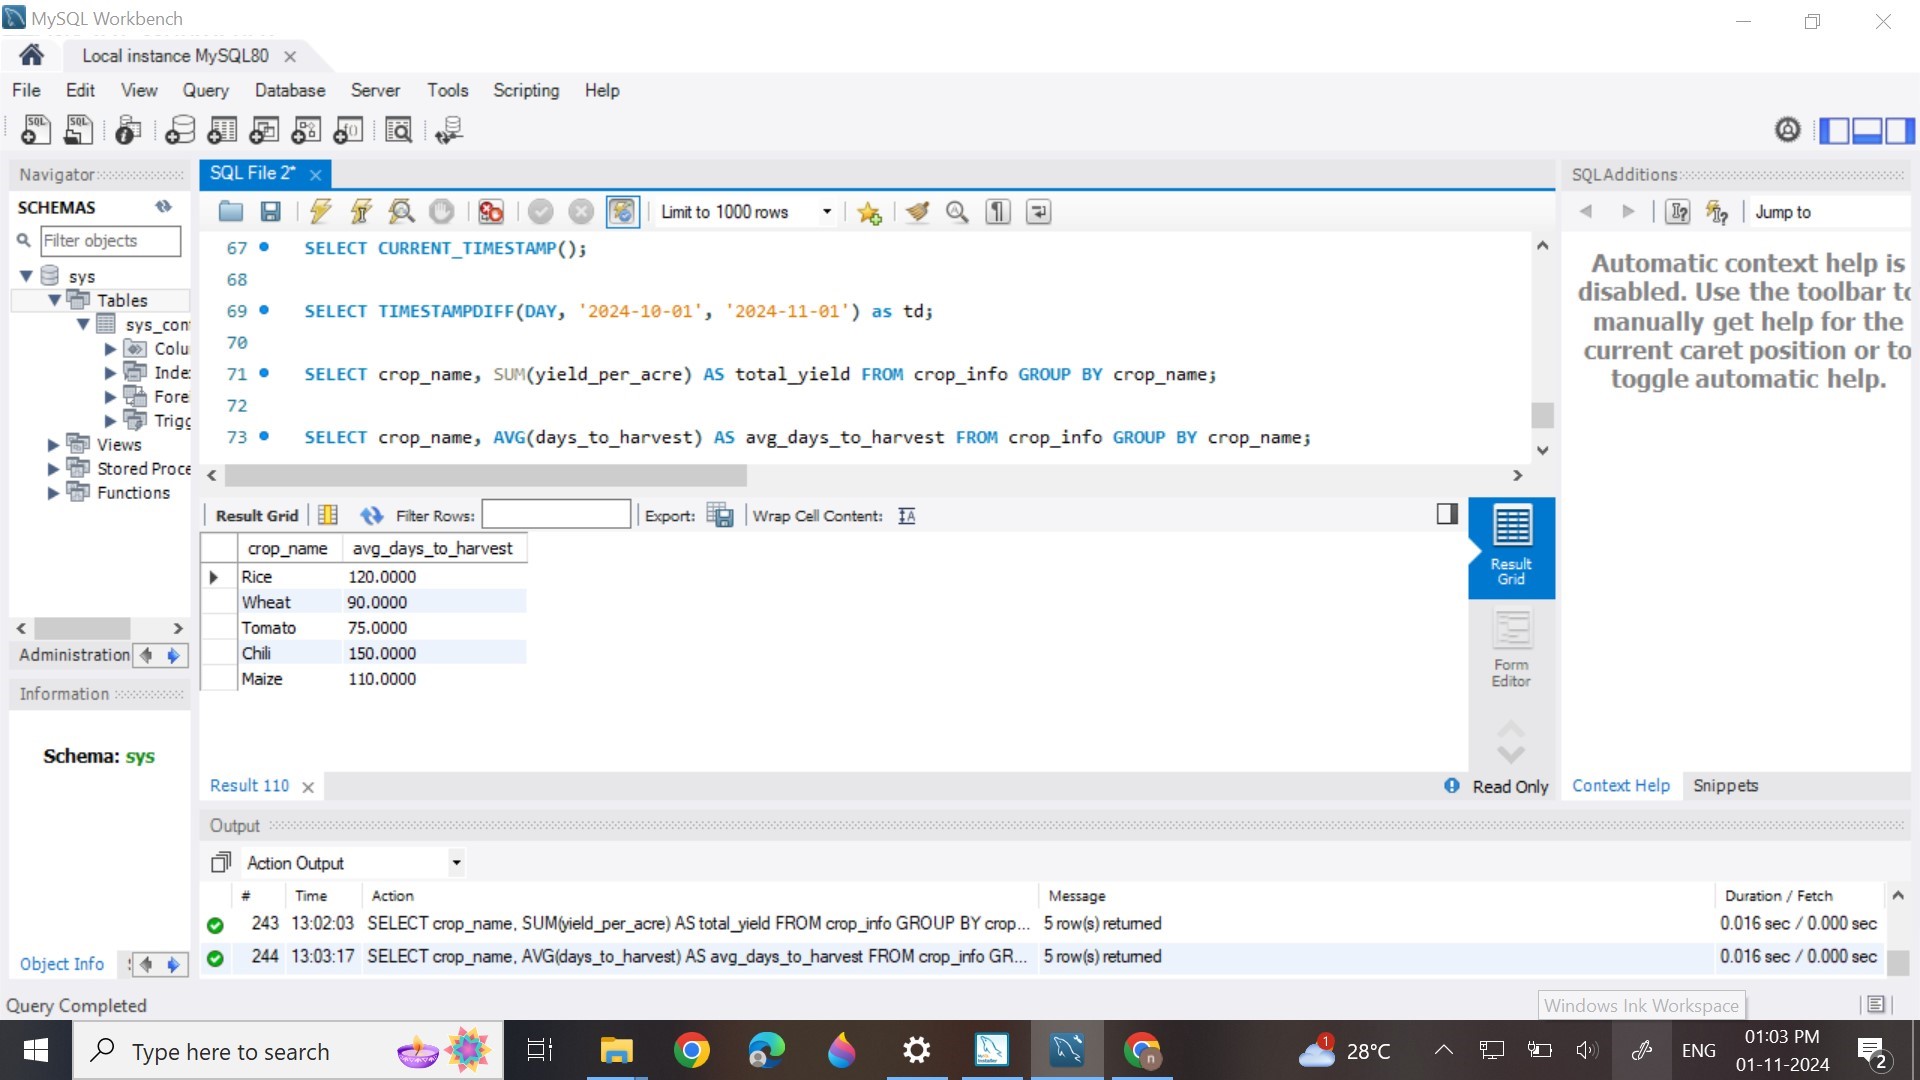 MySQL Workbench
Local instance MySQL80
File Edit View Query Database Server Tools Scripting Help
Navigator
SCHEMAS
Filter objects
sys
Tables
sys_con
Colu
Inde
Fore
Trigg
Views
Stored Proce
Functions
Administration
Information
Schema: sys
Object Info
SQL File 2*
Limit to 1000 rows
67 SELECT CURRENT_TIMESTAMP();
68
69 SELECT TIMESTAMPDIFF(DAY, '2024-10-01', '2024-11-01') as td;
70
71 SELECT crop_name, SUM(yield_per_acre) AS total_yield FROM crop_info GROUP BY crop_name;
72
73 SELECT crop_name, AVG(days_to_harvest) AS avg_days_to_harvest FROM crop_info GROUP BY crop_name;
Result Grid Filter Rows: Export: Wrap Cell Content:
crop_name avg_days_to_harvest
Rice 120.0000
Wheat 90.0000
Tomato 75.0000
Chili 150.0000
Maize 110.0000
Result Grid
Form Editor
Result 110
Read Only
SQLAdditions
Jump to
Automatic context help is
disabled. Use the toolbar to
manually get help for the
current caret position or to
toggle automatic help.
Context Help Snippets
Output
Action Output
# Time Action Message Duration / Fetch
243 13:02:03 SELECT crop_name, SUM(yield_per_acre) AS total_yield FROM crop_info GROUP BY crop... 5 row(s) returned 0.016 sec / 0.000 sec
244 13:03:17 SELECT crop_name, AVG(days_to_harvest) AS avg_days_to_harvest FROM crop_info GR... 5 row(s) returned 0.016 sec / 0.000 sec
Query Completed
Windows Ink Workspace
Type here to search
1
28°C
ENG
01:03 PM
01-11-2024
2